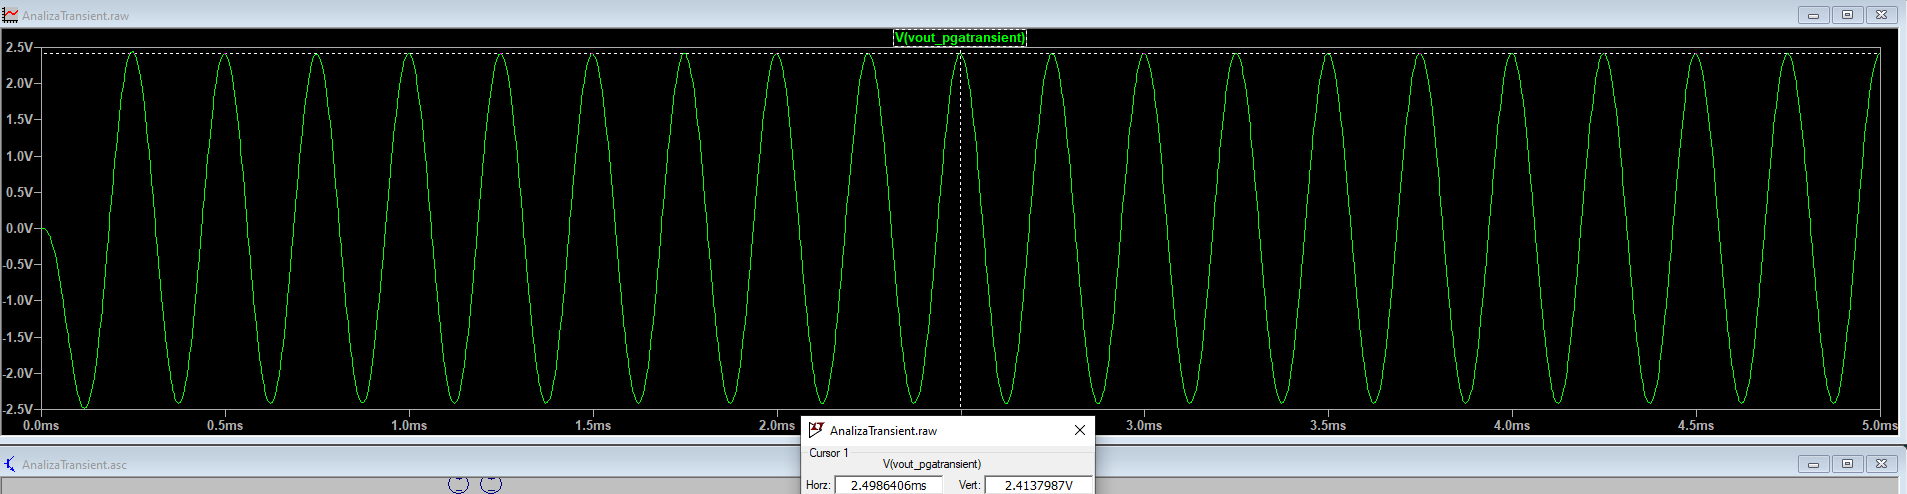 AnalizaTransient.raw
V(vout_pgatransient)
2.5V
2.0V
1.5V
1.0V
0.5V
0.0V
-0.5V
-1.0V
-1.5V
-2.0V
-2.5V
0.0ms 0.5ms 1.0ms 1.5ms 2.0ms 3.0ms 3.5ms 4.0ms 4.5ms 5.0ms
AnalizaTransient.raw
Cursor 1
V(vout_pgatransient)
Horz: 2.4986406ms Vert: 2.4137987V
AnalizaTransient.asc